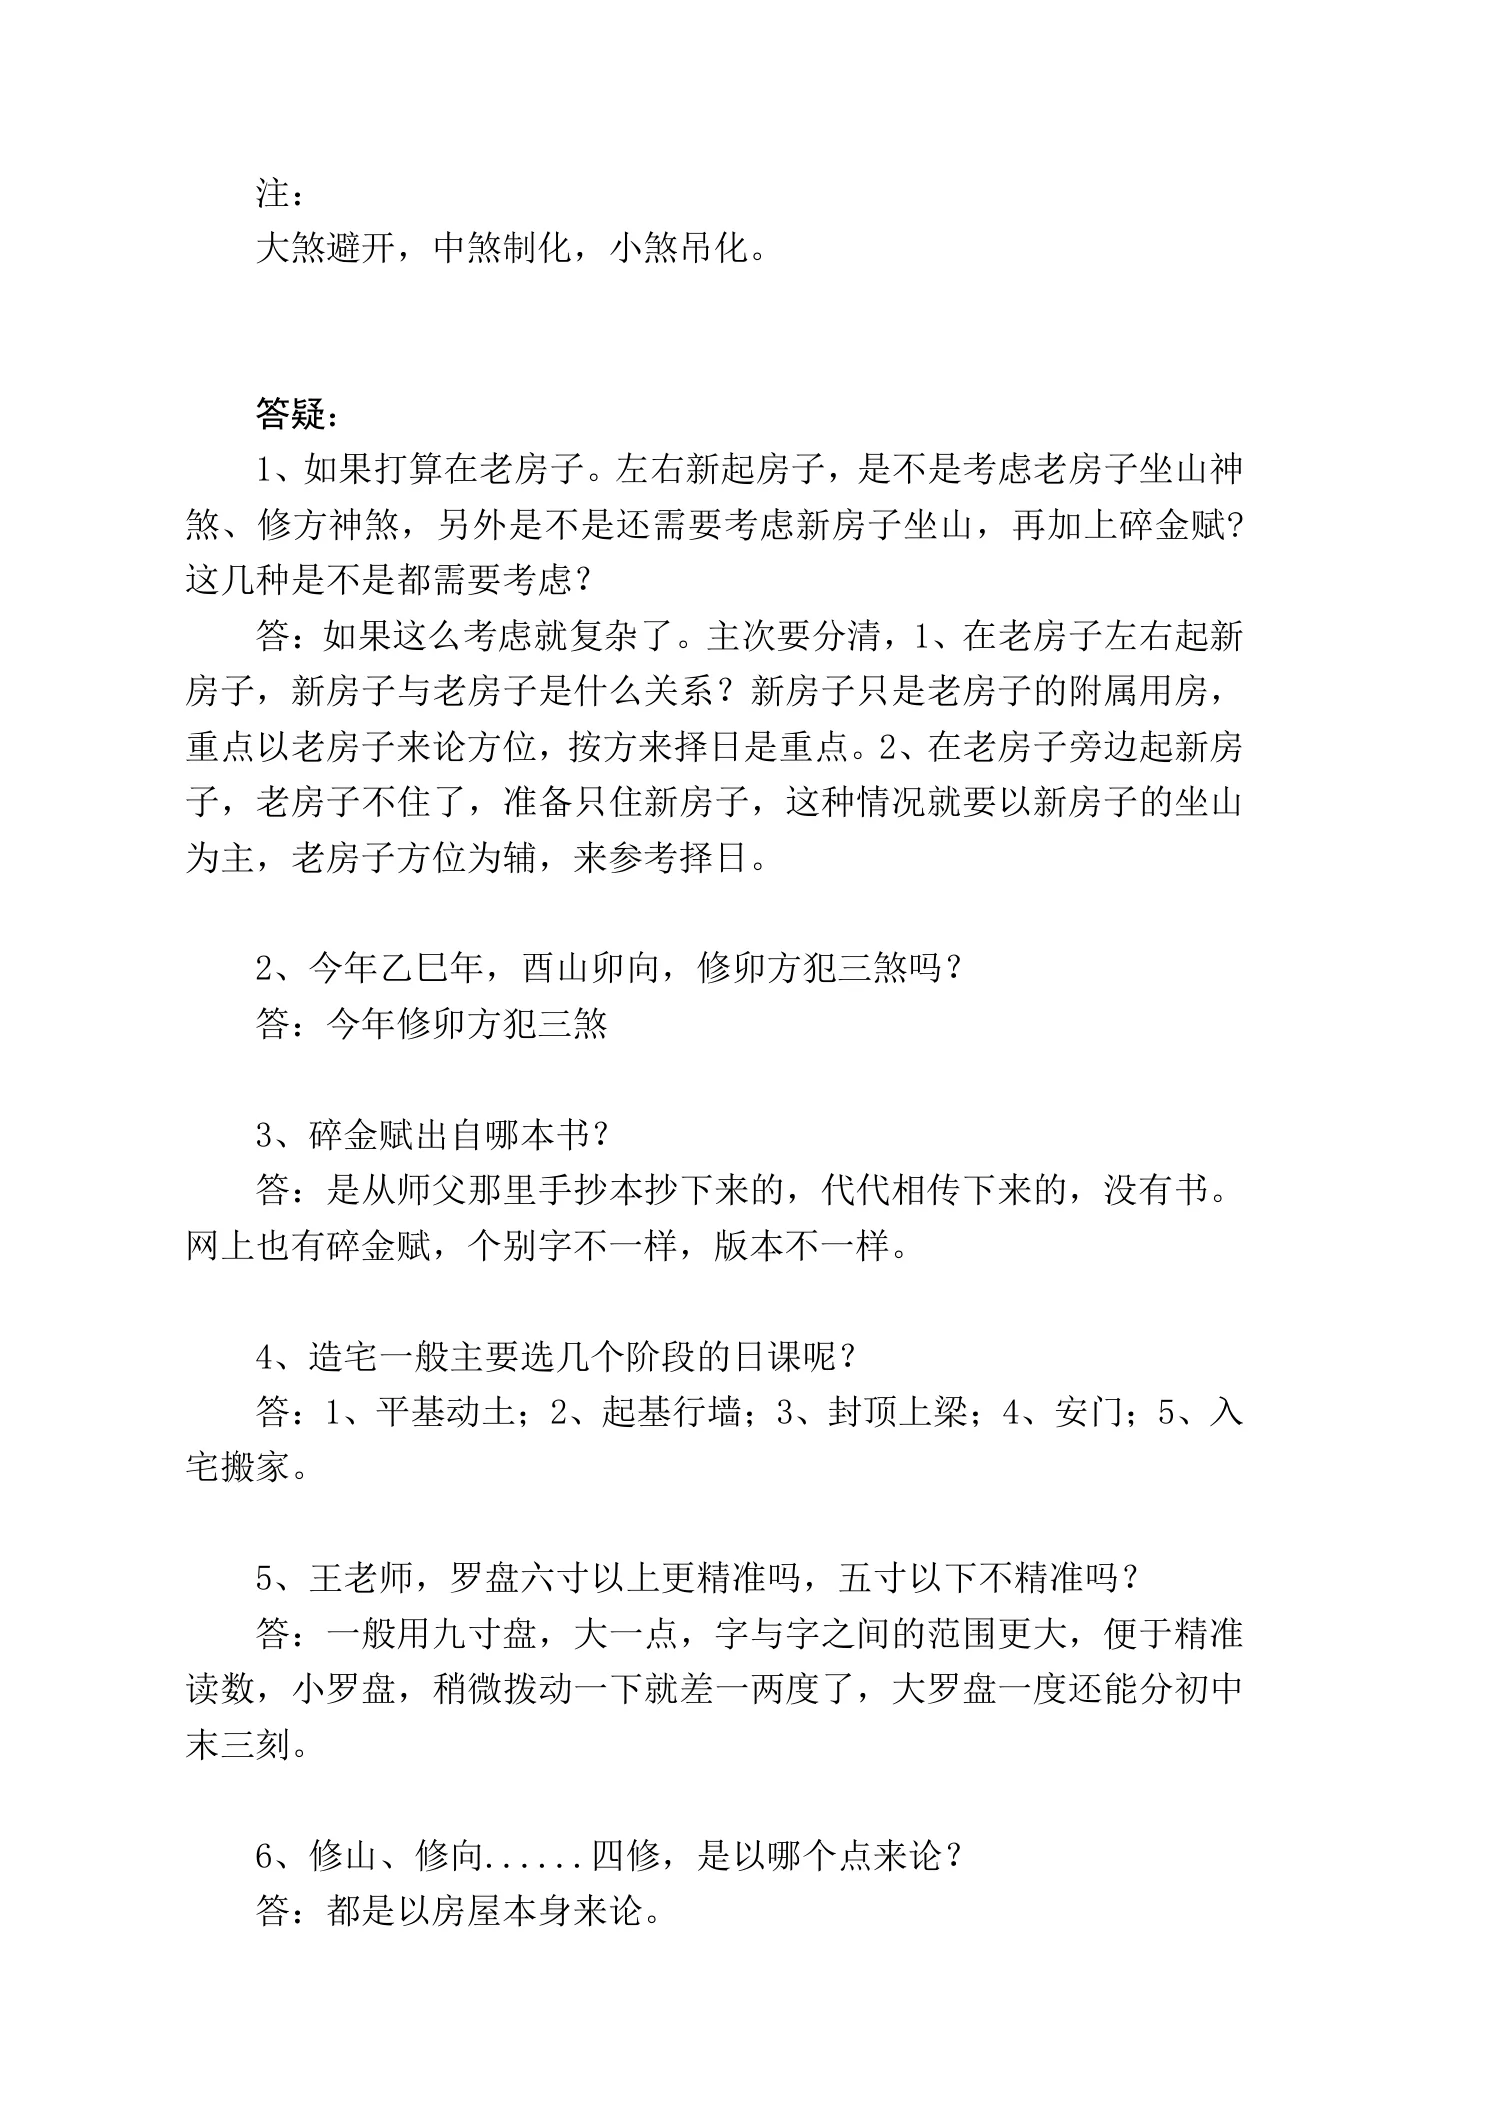 注：
大煞避开，中煞制化，小煞吊化。
答疑：
1、如果打算在老房子。左右新起房子，是不是考虑老房子坐山神
煞、修方神煞，另外是不是还需要考虑新房子坐山，再加上碎金赋？
这几种是不是都需要考虑？
答：如果这么考虑就复杂了。主次要分清，1、在老房子左右起新
房子，新房子与老房子是什么关系？新房子只是老房子的附属用房，
重点以老房子来论方位，按方来择日是重点。2、在老房子旁边起新房
子，老房子不住了，准备只住新房子，这种情况就要以新房子的坐山
为主，老房子方位为辅，来参考择日。
2、今年乙巳年，酉山卯向，修卯方犯三煞吗？
答：今年修卯方犯三煞
3、碎金赋出自哪本书？
答：是从师父那里手抄本抄下来的，代代相传下来的，没有书。
网上也有碎金赋，个别字不一样，版本不一样。
4、造宅一般主要选几个阶段的日课呢？
答：1、平基动土；2、起基行墙；3、封顶上梁；4、安门；5、入
宅搬家。
5、王老师，罗盘六寸以上更精准吗，五寸以下不精准吗？
答：一般用九寸盘，大一点，字与字之间的范围更大，便于精准
读数，小罗盘，稍微拨动一下就差一两度了，大罗盘一度还能分初中
末三刻。
6、修山、修向......四修，是以哪个点来论？
答：都是以房屋本身来论。